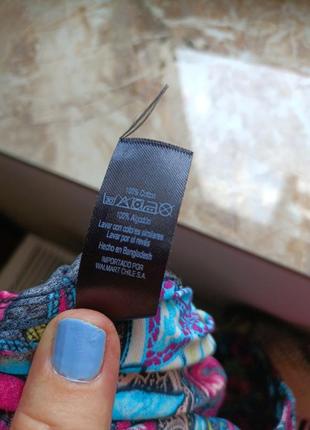 100% Cotton
100% Algodón
Lavar con colores similares
Lavar por el revés
Hecho en Bangladesh
IMPORTADO POR
WALMART CHILE S.A.